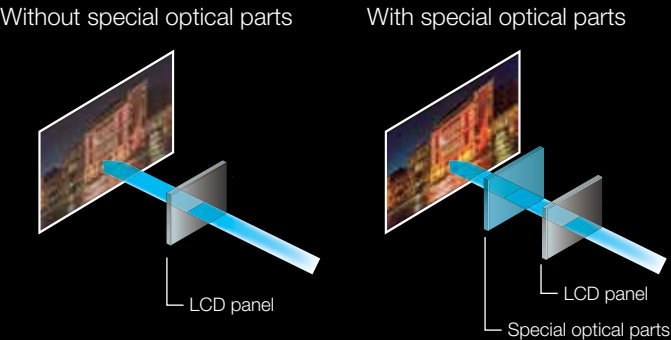 Without special optical parts
With special optical parts
LCD panel
LCD panel
Special optical parts